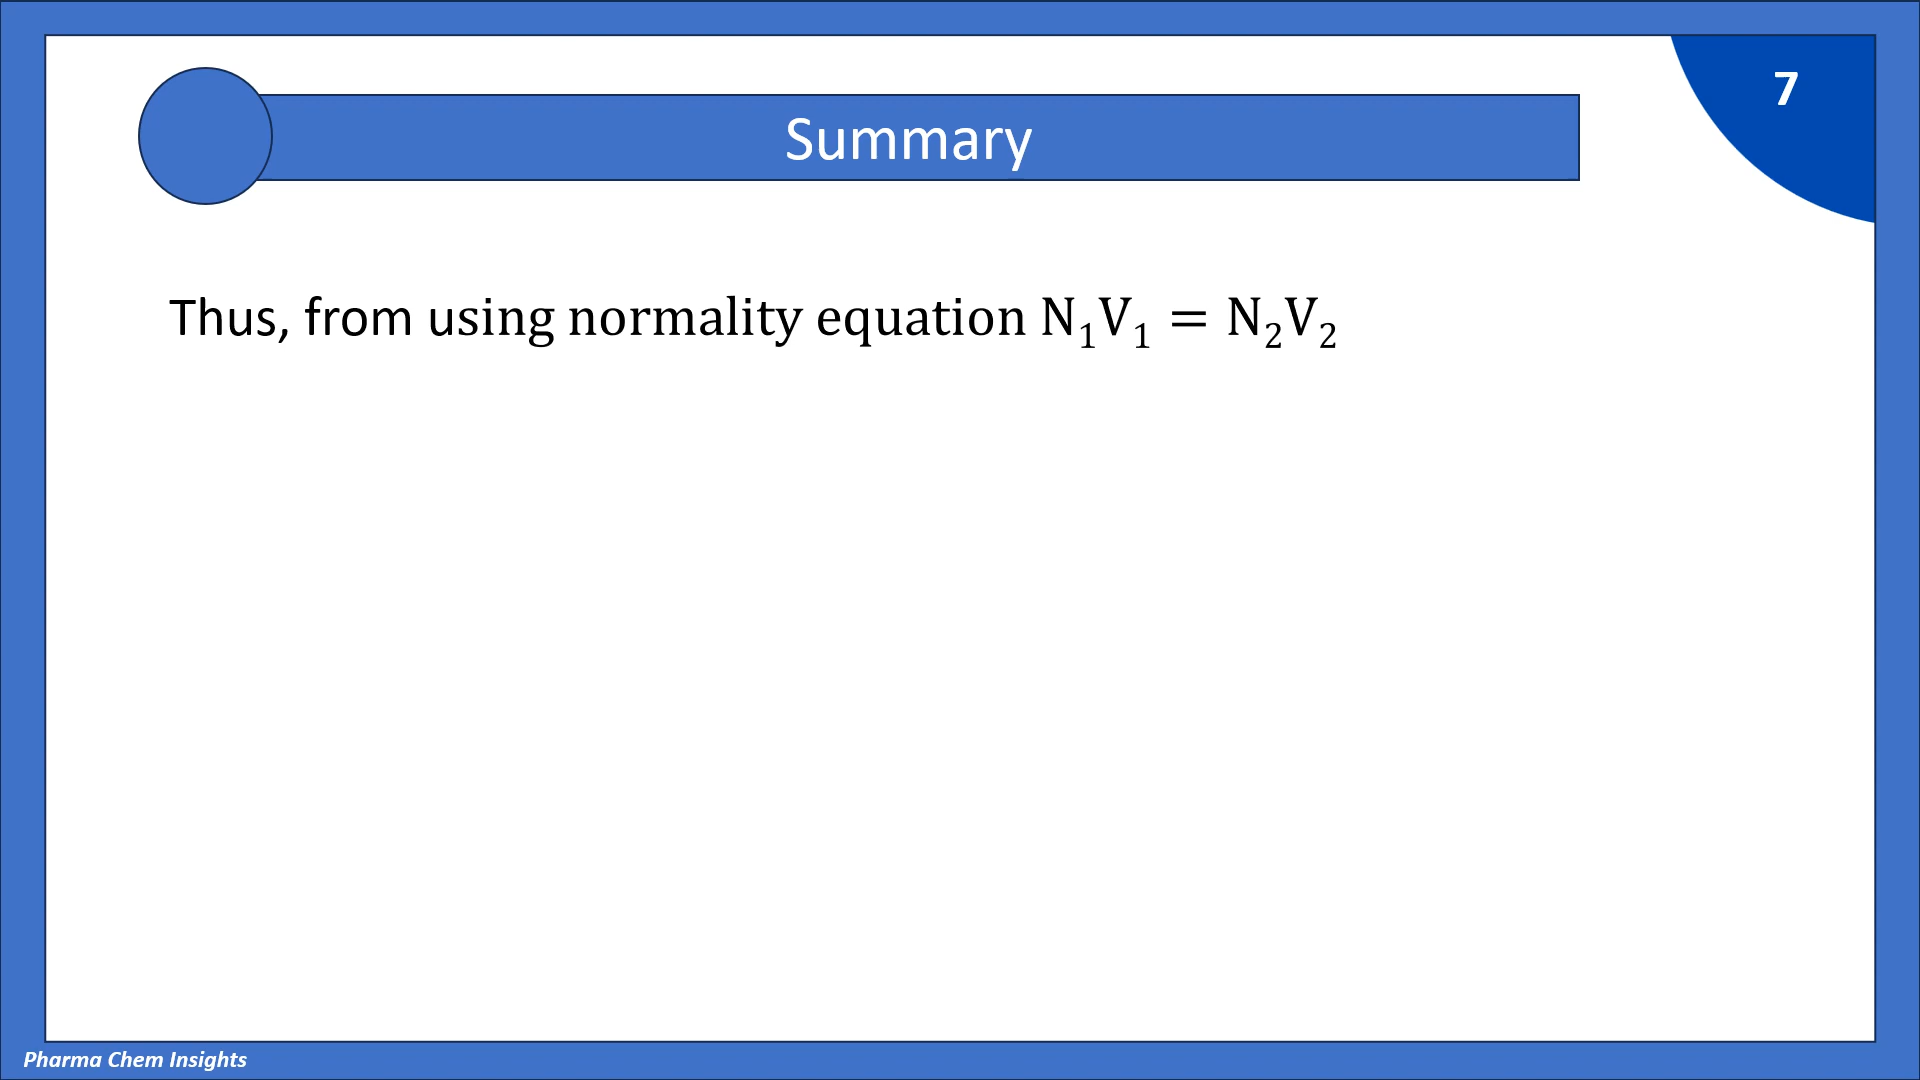 7
Summary
Thus, from using normality equation N₁V₁ = N₂V₂
Pharma Chem Insights